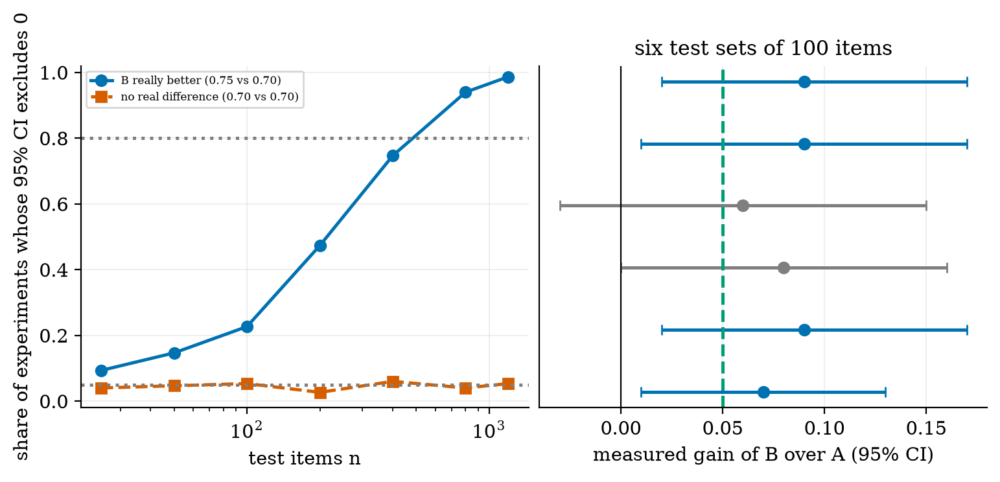 share of experiments whose 95% CI excludes 0
1.0
0.8
0.6
0.4
0.2
0.0
B really better (0.75 vs 0.70)
no real difference (0.70 vs 0.70)
10²
10³
test items n
six test sets of 100 items
0.00
0.05
0.10
0.15
measured gain of B over A (95% CI)